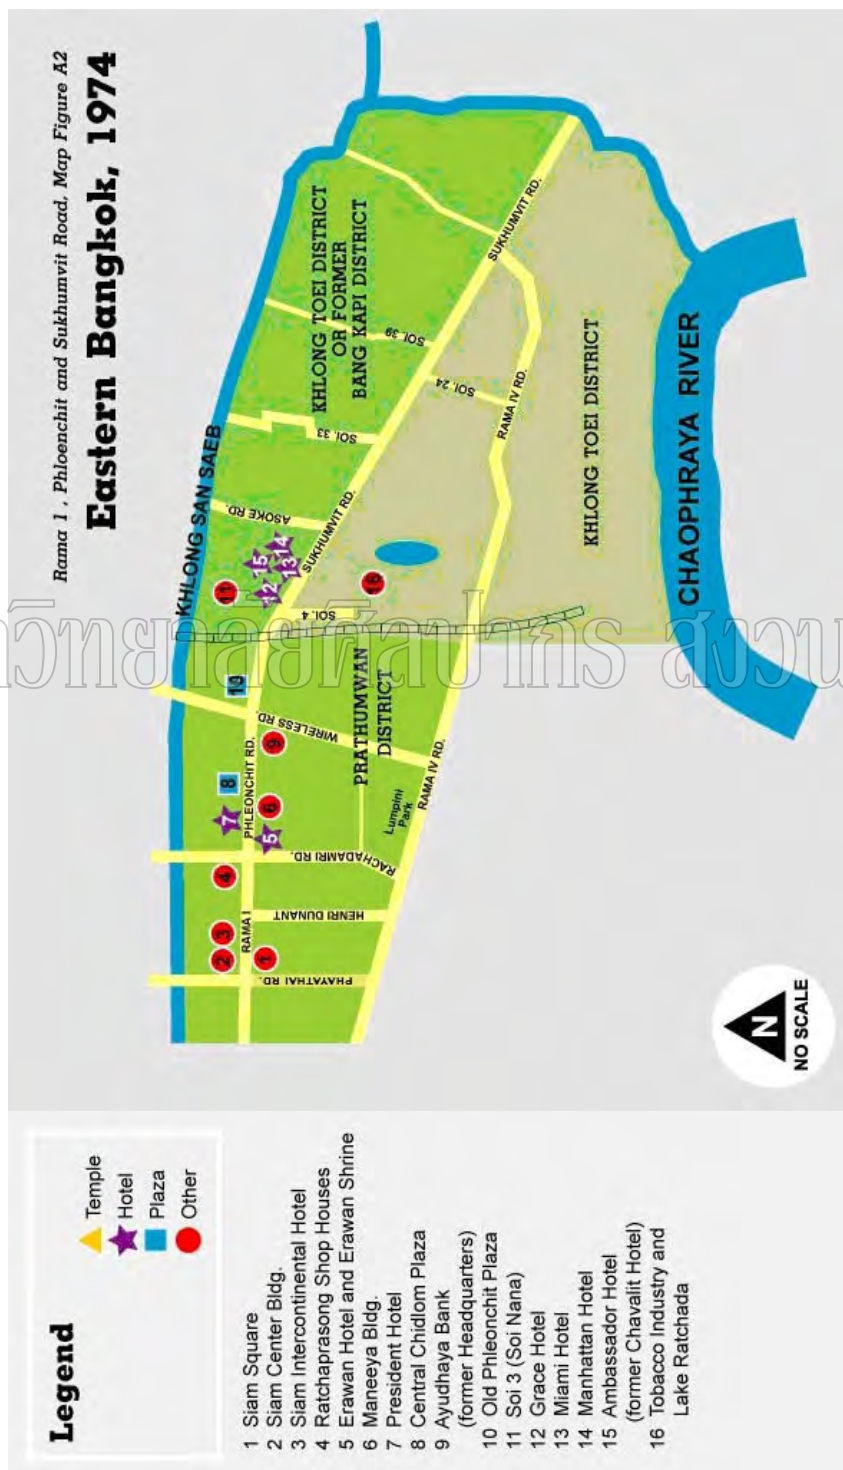 Rama 1 , Phloenchit and Sukhumvit Road, Map Figure A2
Eastern Bangkok, 1974
KHLONG SAN SAEB
KHLONG TOEI DISTRICT
OR FORMER
BANG KAPI DISTRICT
SUKHUMVIT RD.
SOI. 39
SOI. 24
SOI. 33
ASOKE RD.
SUKHUMVIT RD.
RAMA IV RD.
KHLONG TOEI DISTRICT
CHAOPHRAYA RIVER
11
12
13
14
15
16
SOI. 4
10
WIRELESS RD.
PRATHUMWAN
DISTRICT
9
8
PHLEONCHIT RD.
7
6
5
Lumpini
Park
RAMA IV RD.
RACHADAMRI RD.
4
HENRI DUNANT
RAMA I
3
2
1
PHAYATHAI RD.
N
NO SCALE
Legend
Temple
Hotel
Plaza
Other
1 Siam Square
2 Siam Center Bldg.
3 Siam Intercontinental Hotel
4 Ratchaprasong Shop Houses
5 Erawan Hotel and Erawan Shrine
6 Maneeya Bldg.
7 President Hotel
8 Central Chidlom Plaza
9 Ayudhaya Bank
(former Headquarters)
10 Old Phleonchit Plaza
11 Soi 3 (Soi Nana)
12 Grace Hotel
13 Miami Hotel
14 Manhattan Hotel
15 Ambassador Hotel
(former Chavalit Hotel)
16 Tobacco Industry and
Lake Ratchada